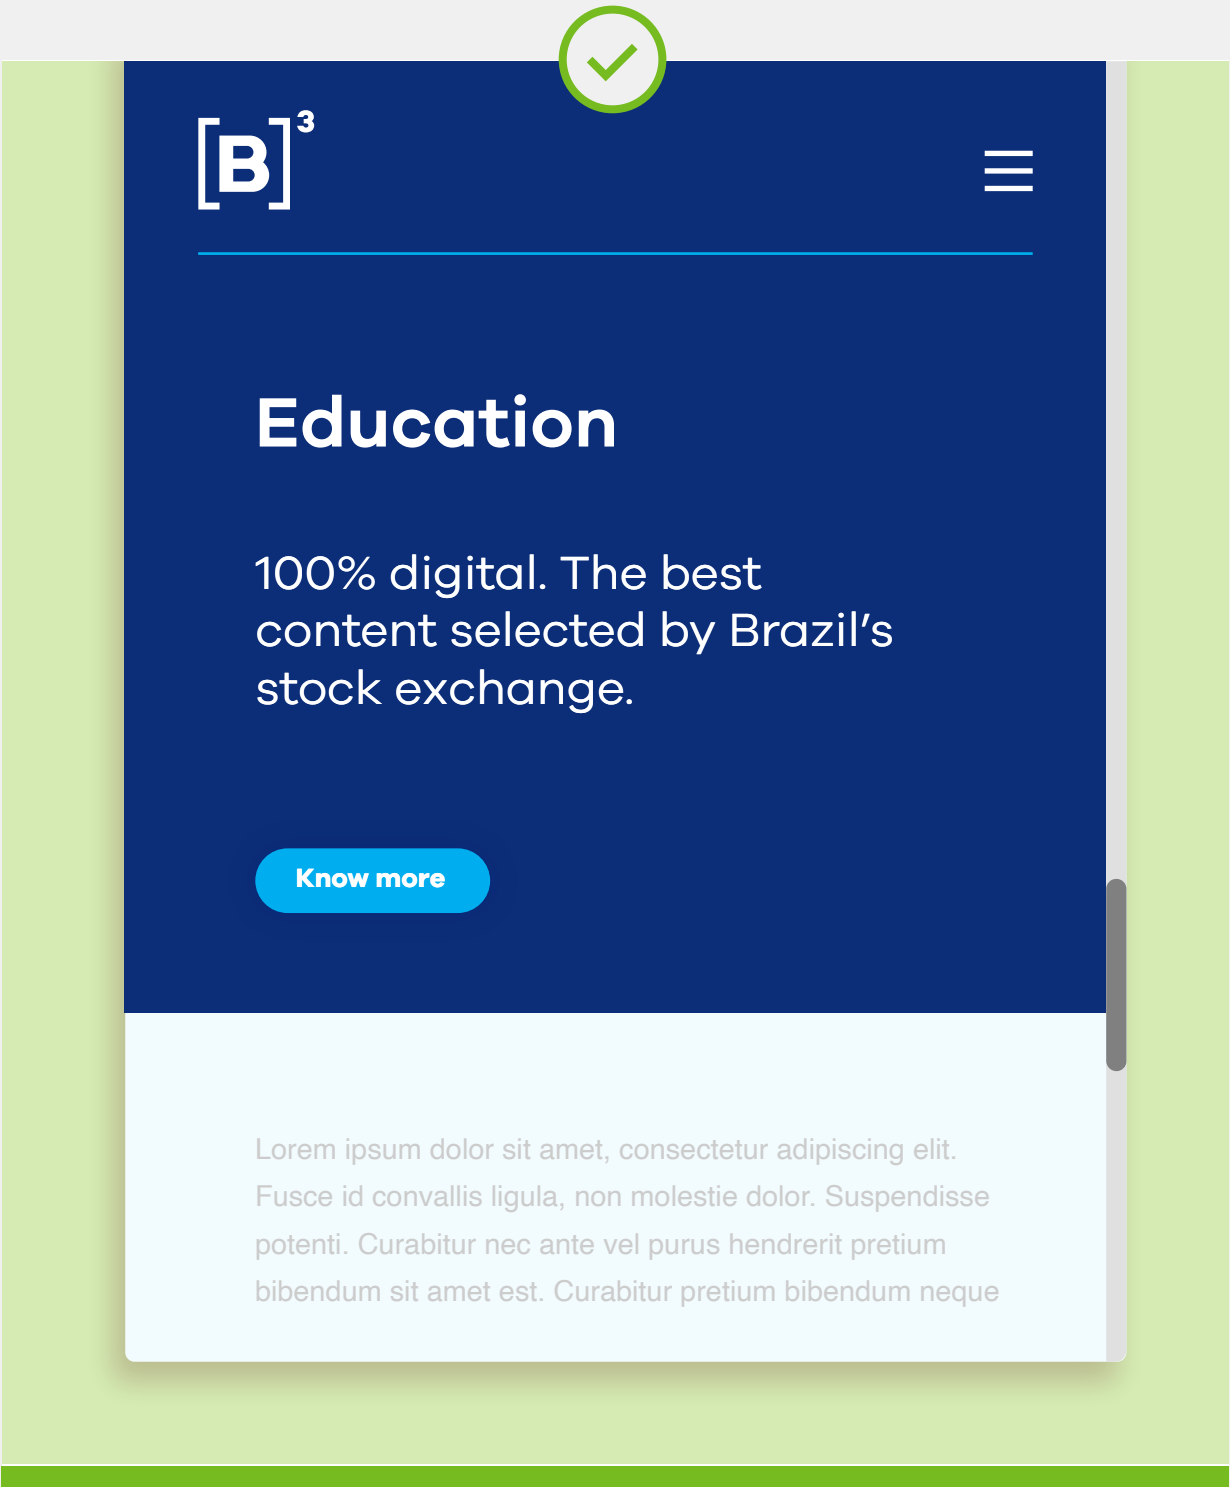 [B]³
Education
100% digital. The best
content selected by Brazil’s
stock exchange.
Know more
Lorem ipsum dolor sit amet, consectetur adipiscing elit.
Fusce id convallis ligula, non molestie dolor. Suspendisse
potenti. Curabitur nec ante vel purus hendrerit pretium
bibendum sit amet est. Curabitur pretium bibendum neque